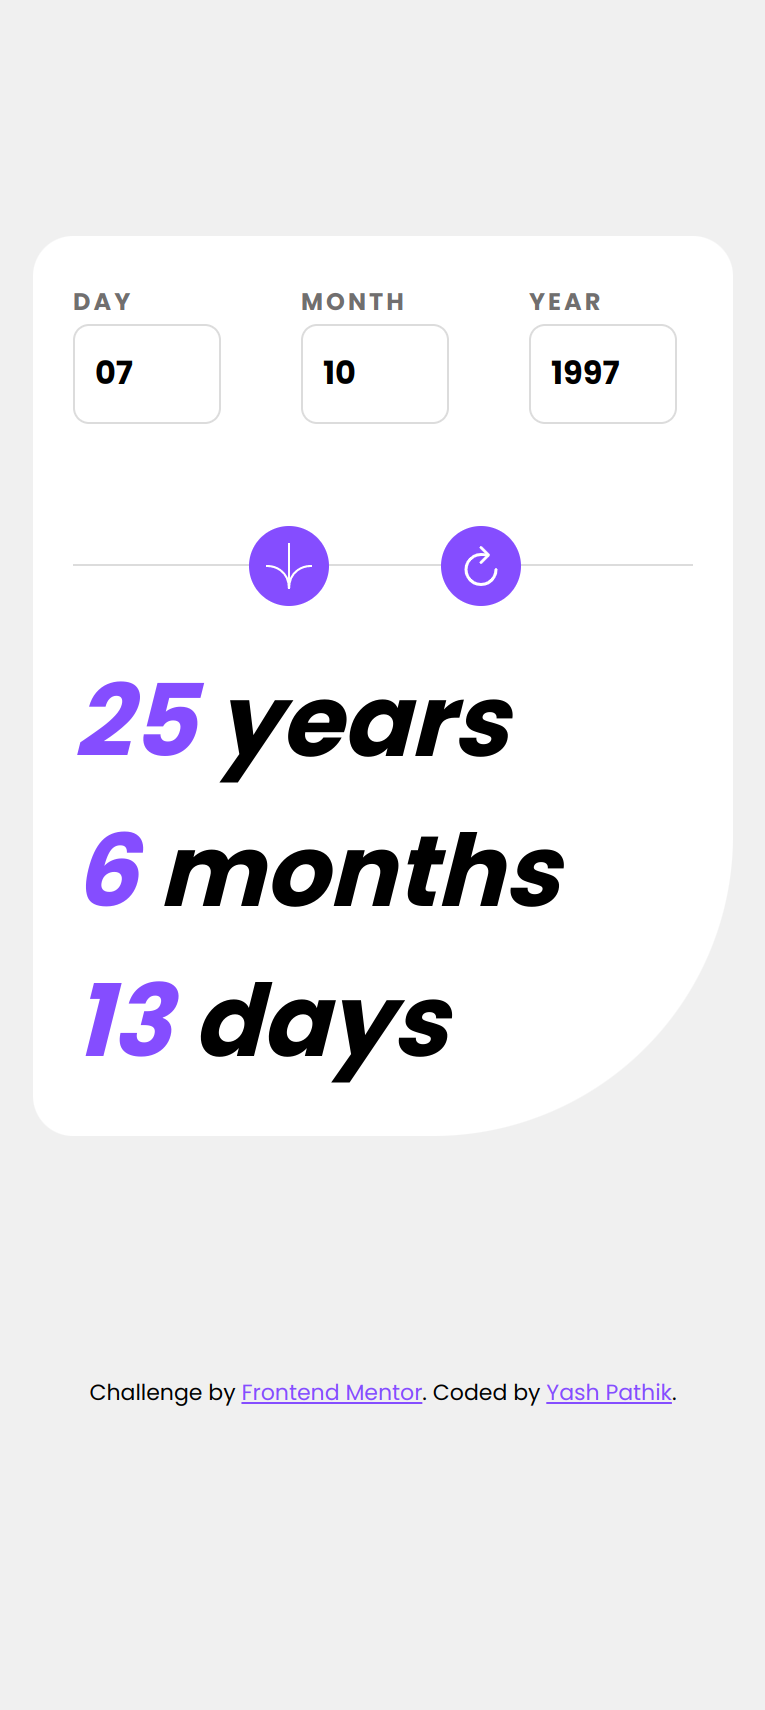 DAY MONTH YEAR
07 10 1997
25 years
6 months
13 days
Challenge by Frontend Mentor. Coded by Yash Pathik.